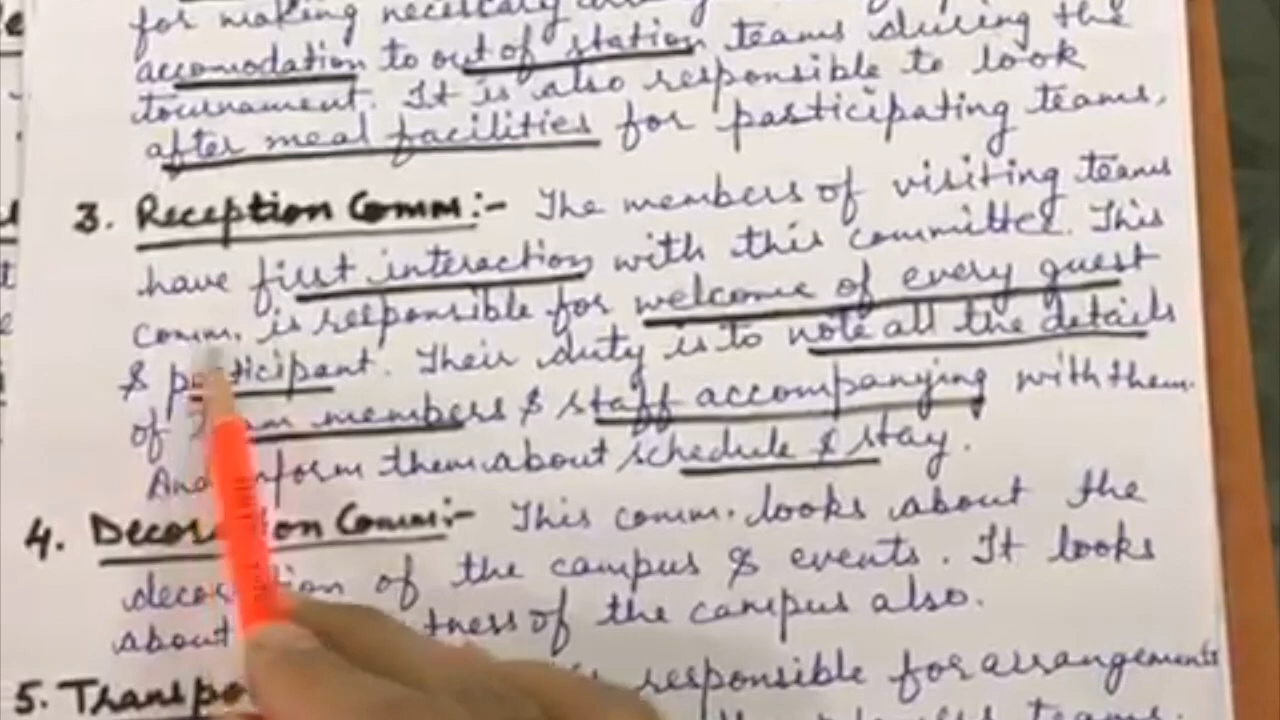 for making necessary
accomodation to out of station teams during the
tournament. It is also responsible to look
after meal facilities for participating teams.
3. Reception Comm:- The members of visiting teams
have first interaction with this committee. This
comm. is responsible for welcome of every guest
& participant. Their duty is to note all the details
of members & staff accompanying with them.
And inform them about schedule & stay.
4. Decoration Comm:- This comm. looks about the
decoration of the campus & events. It looks
about of the campus also.
5. responsible for arrangements
teams.